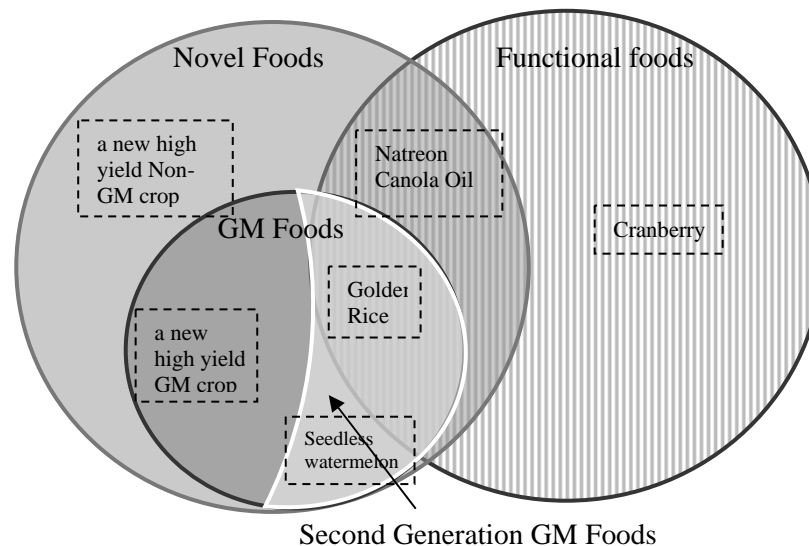 Novel Foods
Functional foods
a new high
yield Non-
GM crop
Natreon
Canola Oil
Cranberry
GM Foods
Golden
Rice
a new
high yield
GM crop
Seedless
watermelon
Second Generation GM Foods